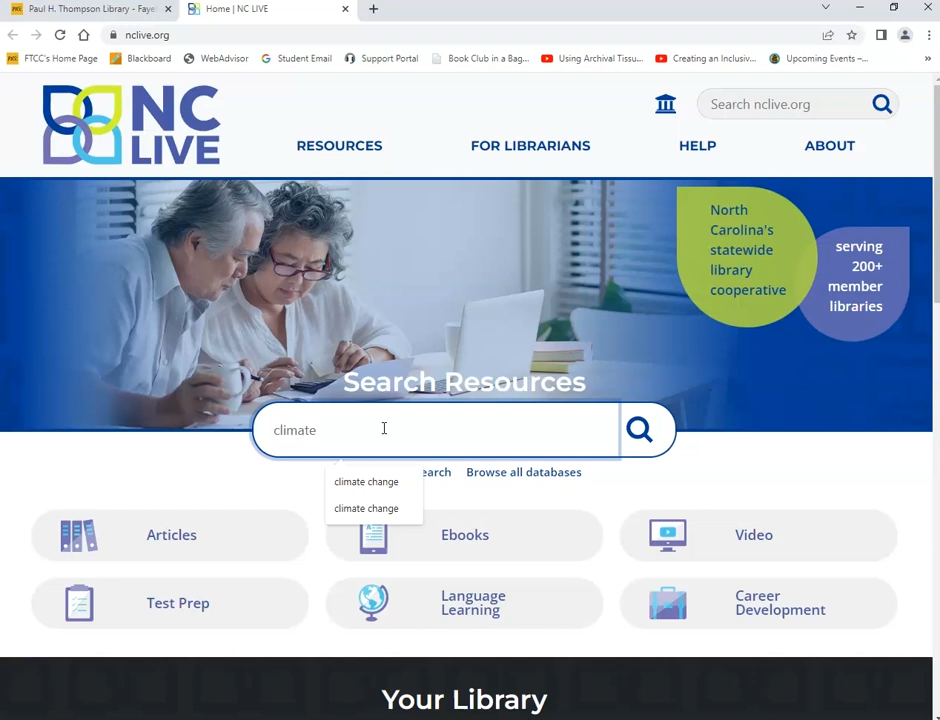 Paul H. Thompson Library - Faye
Home | NC LIVE
nclive.org
FTCC's Home Page
Blackboard
WebAdvisor
Student Email
Support Portal
Book Club in a Bag...
Using Archival Tissu...
Creating an Inclusiv...
Upcoming Events –...
NC
LIVE
Search nclive.org
RESOURCES
FOR LIBRARIANS
HELP
ABOUT
North
Carolina's
statewide
library
cooperative
serving
200+
member
libraries
Search Resources
climate
climate change
climate change
earch
Browse all databases
Articles
Ebooks
Video
Test Prep
Language
Learning
Career
Development
Your Library